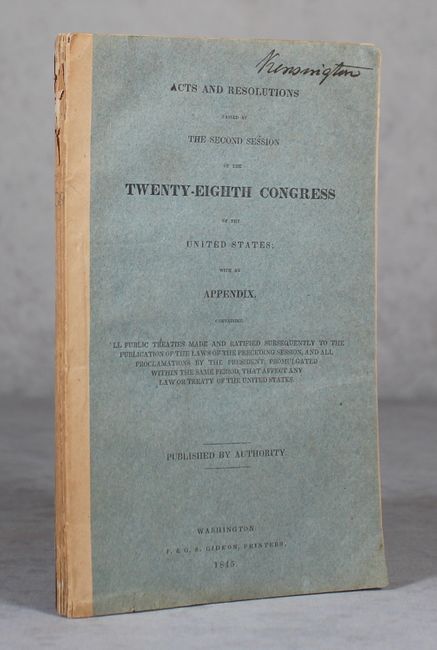 Kensington
ACTS AND RESOLUTIONS
PASSED AT
THE SECOND SESSION
OF THE
TWENTY-EIGHTH CONGRESS
OF THE
UNITED STATES;
WITH AN
APPENDIX,
CONTAINING
LL PUBLIC TREATIES MADE AND RATIFIED SUBSEQUENTLY TO THE
PUBLICATION OF THE LAWS OF THE PRECEDING SESSION, AND ALL
PROCLAMATIONS BY THE PRESIDENT, PROMULGATED
WITHIN THE SAME PERIOD, THAT AFFECT ANY
LAW OR TREATY OF THE UNITED STATES.
PUBLISHED BY AUTHORITY
WASHINGTON
J. & G. S. GIDEON, PRINTERS.
1845.